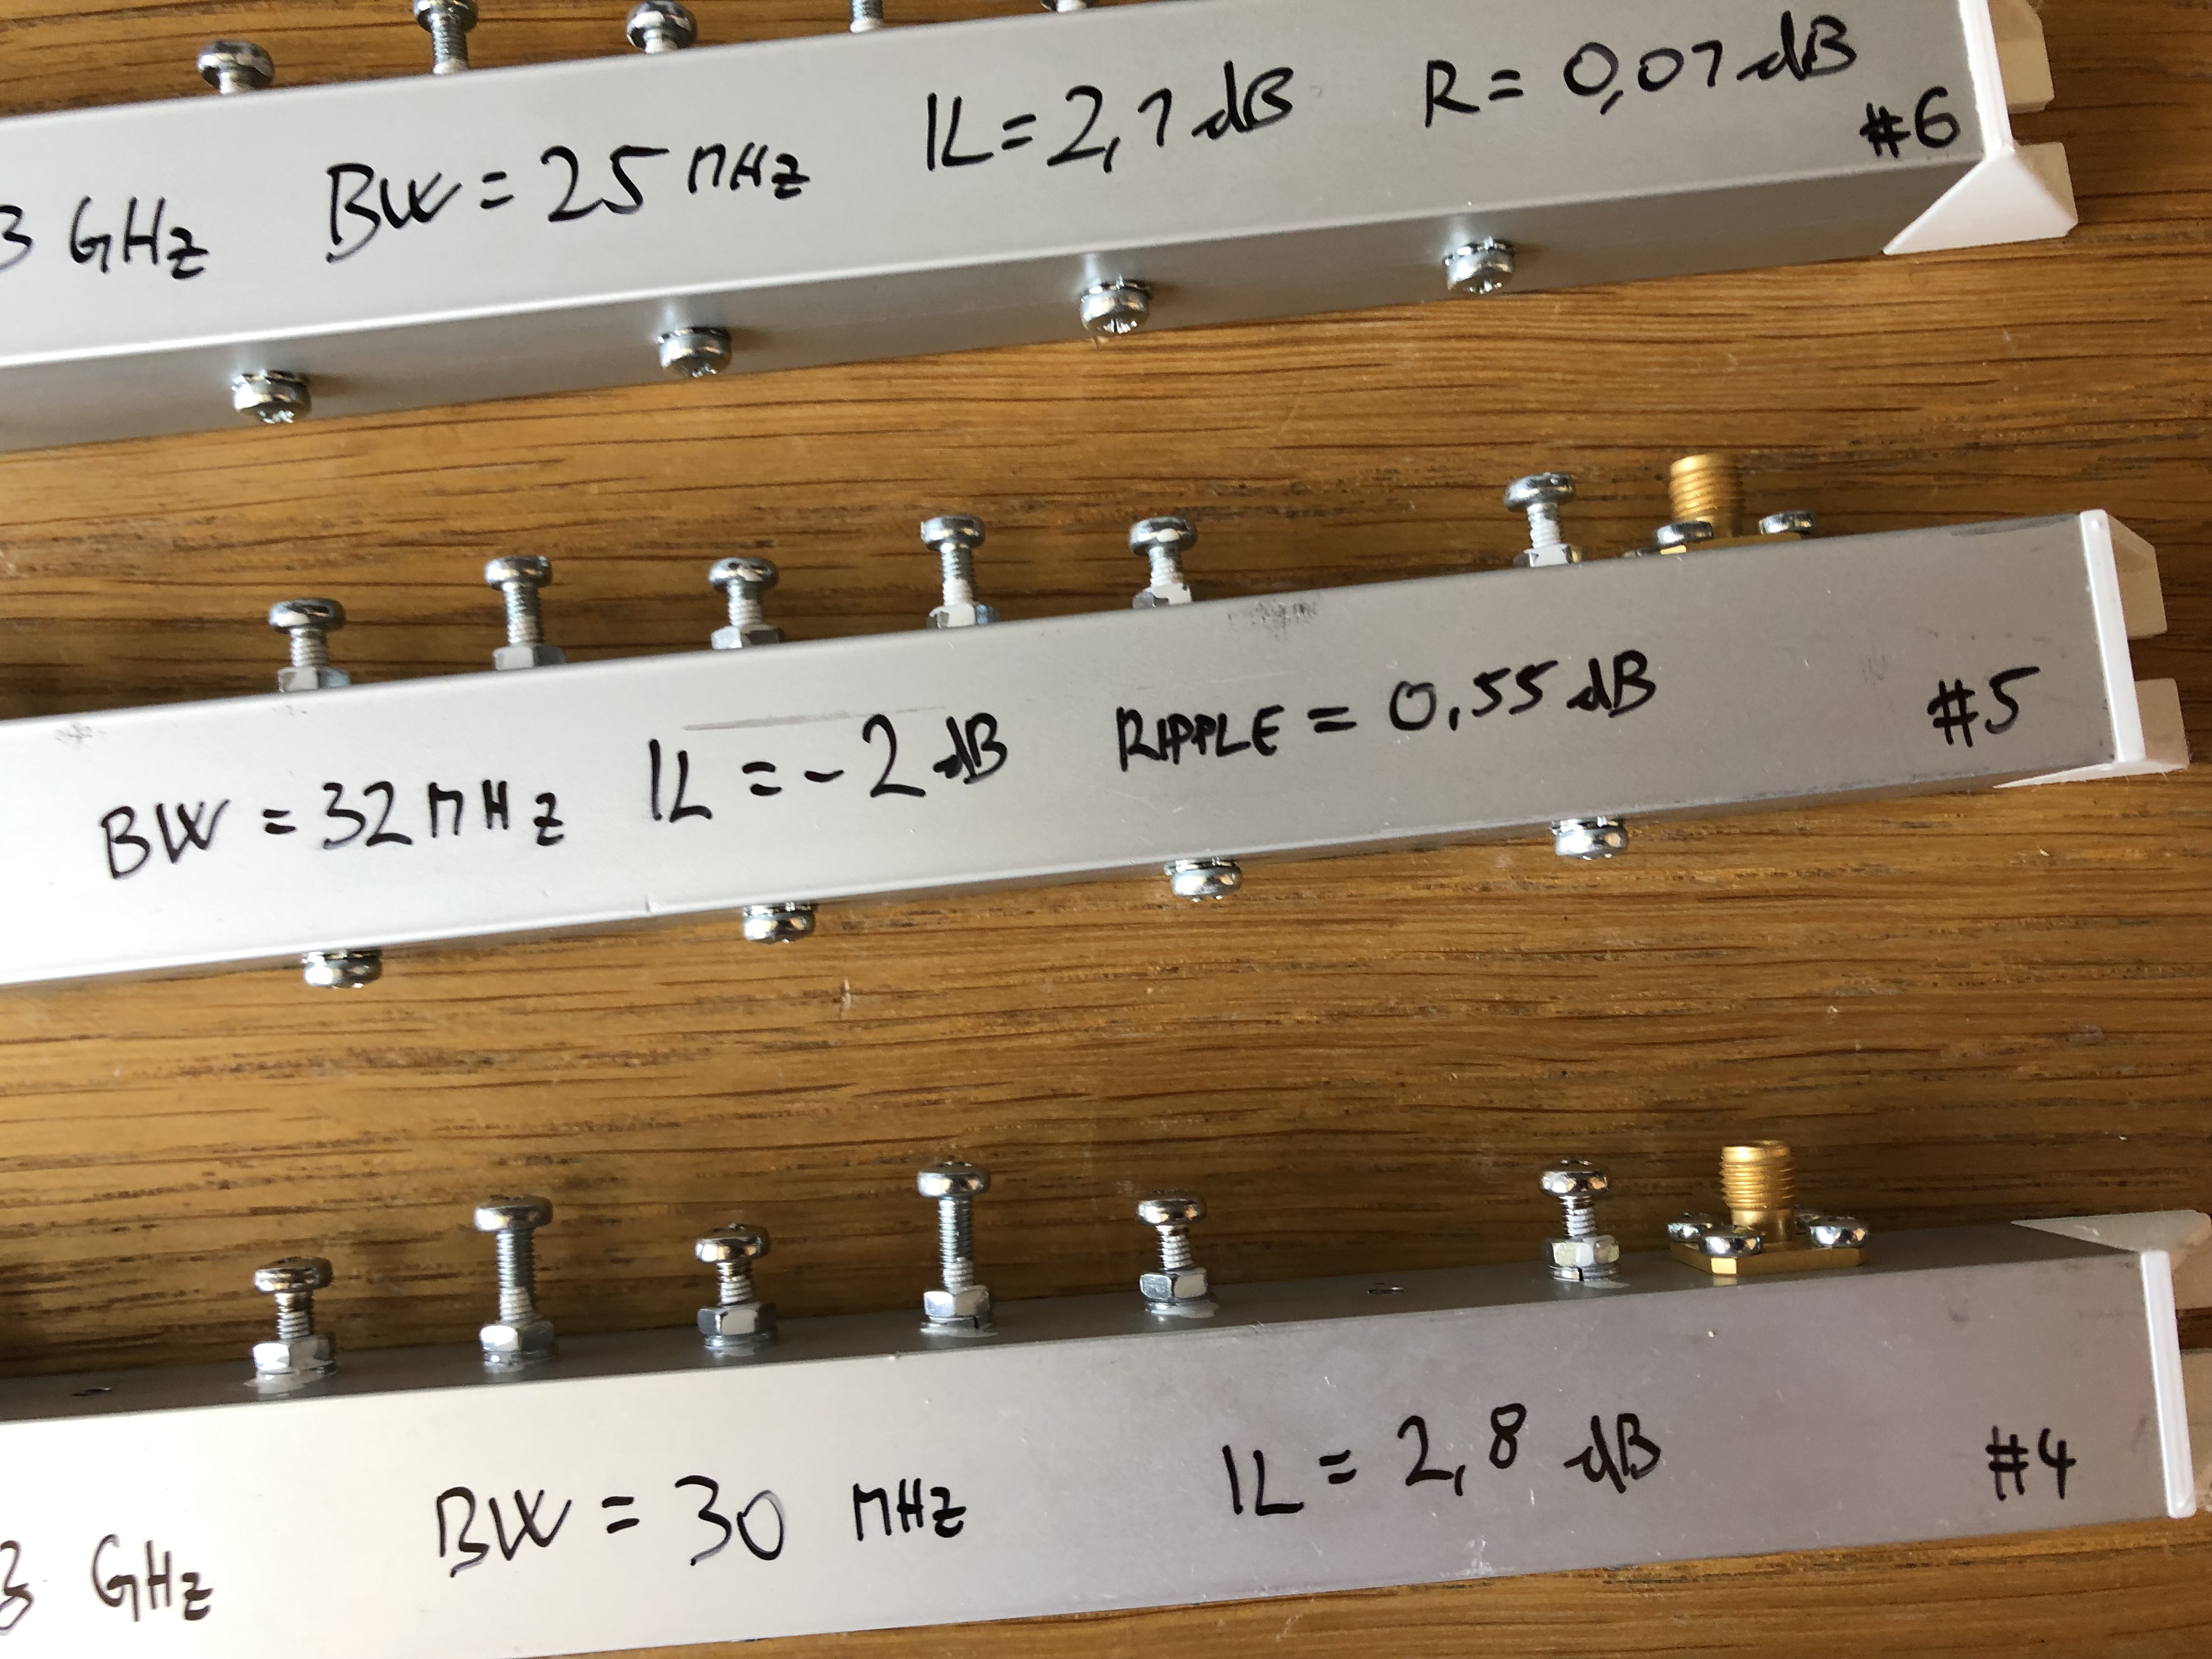 3 GHz BW = 25 MHz IL = 2,1 dB R = 0,07 dB
#6
BW = 32 MHz IL = -2 dB RIPPLE = 0,55 dB #5
3 GHz BW = 30 MHz IL = 2,8 dB #4